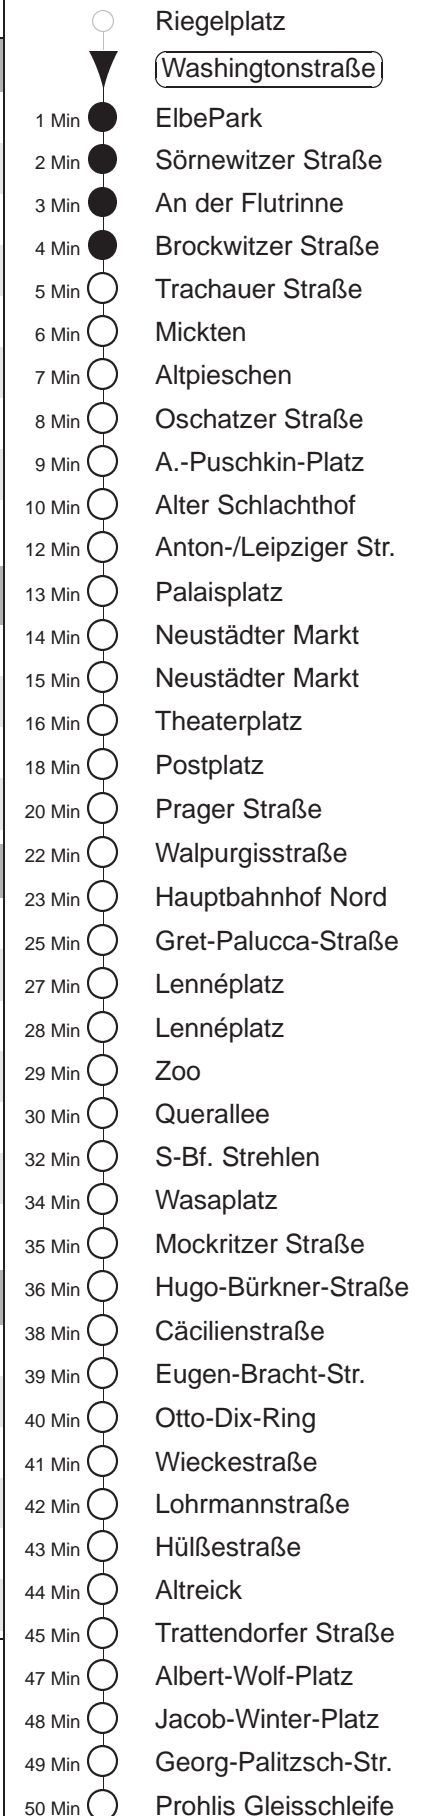 Riegelplatz
Washingtonstraße
1 Min ElbePark
2 Min Sörnewitzer Straße
3 Min An der Flutrinne
4 Min Brockwitzer Straße
5 Min Trachauer Straße
6 Min Mickten
7 Min Altpieschen
8 Min Oschatzer Straße
9 Min A.-Puschkin-Platz
10 Min Alter Schlachthof
12 Min Anton-/Leipziger Str.
13 Min Palaisplatz
14 Min Neustädter Markt
15 Min Neustädter Markt
16 Min Theaterplatz
18 Min Postplatz
20 Min Prager Straße
22 Min Walpurgisstraße
23 Min Hauptbahnhof Nord
25 Min Gret-Palucca-Straße
27 Min Lennéplatz
28 Min Lennéplatz
29 Min Zoo
30 Min Querallee
32 Min S-Bf. Strehlen
34 Min Wasaplatz
35 Min Mockritzer Straße
36 Min Hugo-Bürkner-Straße
38 Min Cäcilienstraße
39 Min Eugen-Bracht-Str.
40 Min Otto-Dix-Ring
41 Min Wieckestraße
42 Min Lohrmannstraße
43 Min Hülßestraße
44 Min Altreick
45 Min Trattendorfer Straße
47 Min Albert-Wolf-Platz
48 Min Jacob-Winter-Platz
49 Min Georg-Palitzsch-Str.
50 Min Prohlis Gleisschleife